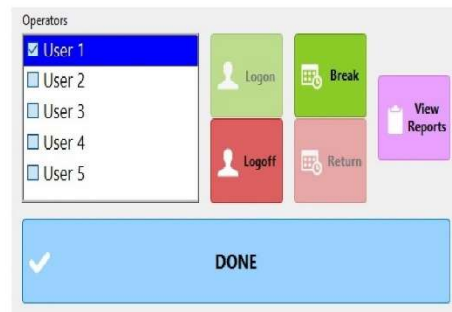 Operators
User 1
User 2
User 3
User 4
User 5
Logon
Break
Logoff
Return
View
Reports
DONE